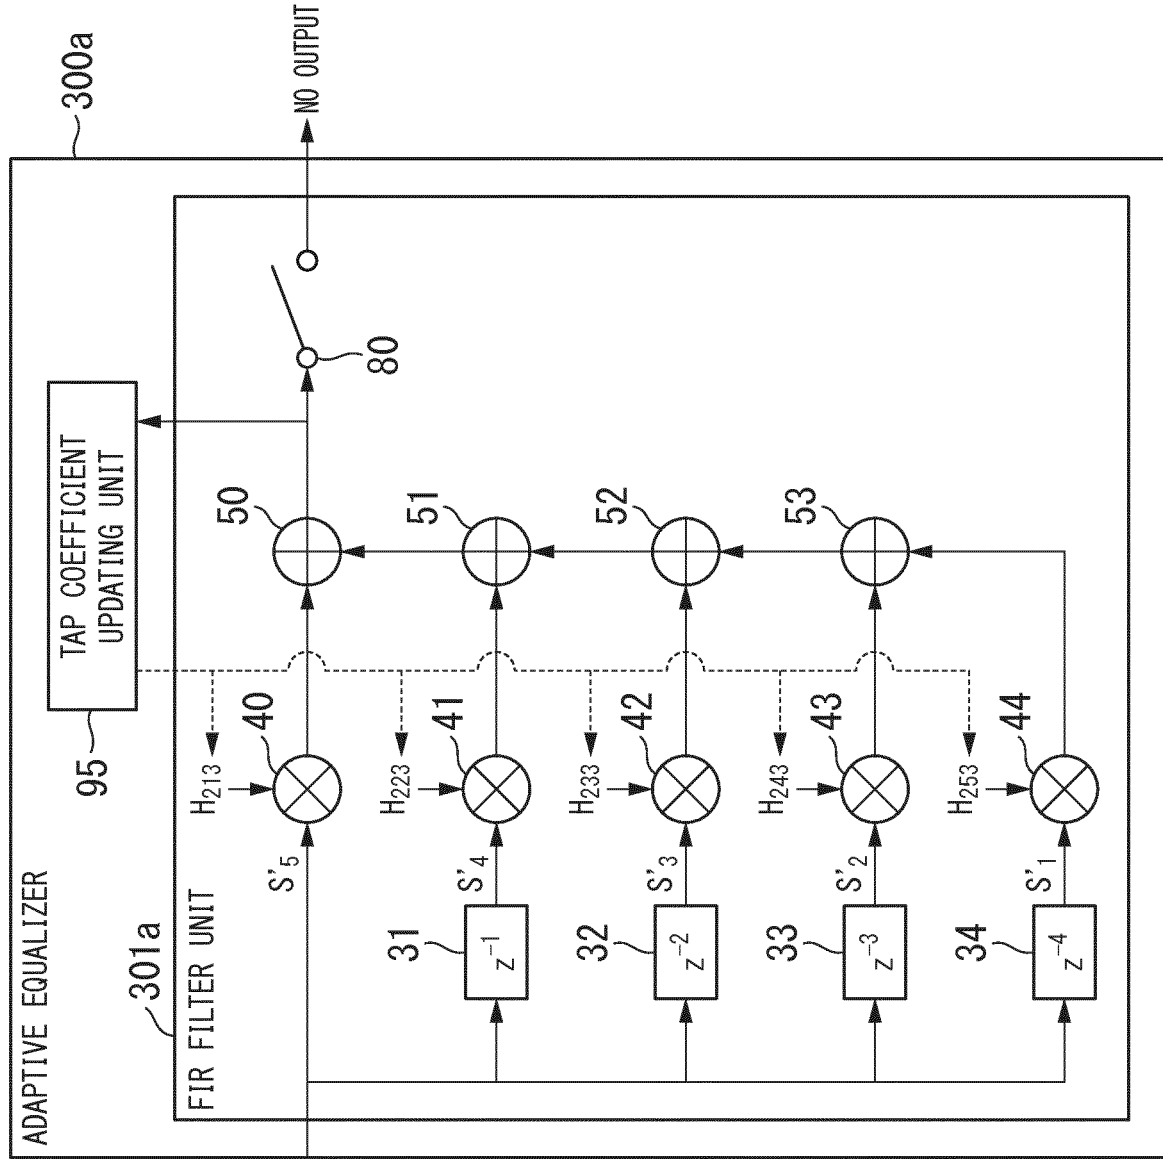 ADAPTIVE EQUALIZER
300a
95
TAP COEFFICIENT
UPDATING UNIT
301a
FIR FILTER UNIT
S'5
H213
40
50
80
NO OUTPUT
31
z-1
S'4
H223
41
51
32
z-2
S'3
H233
42
52
33
z-3
S'2
H243
43
53
34
z-4
S'1
H253
44